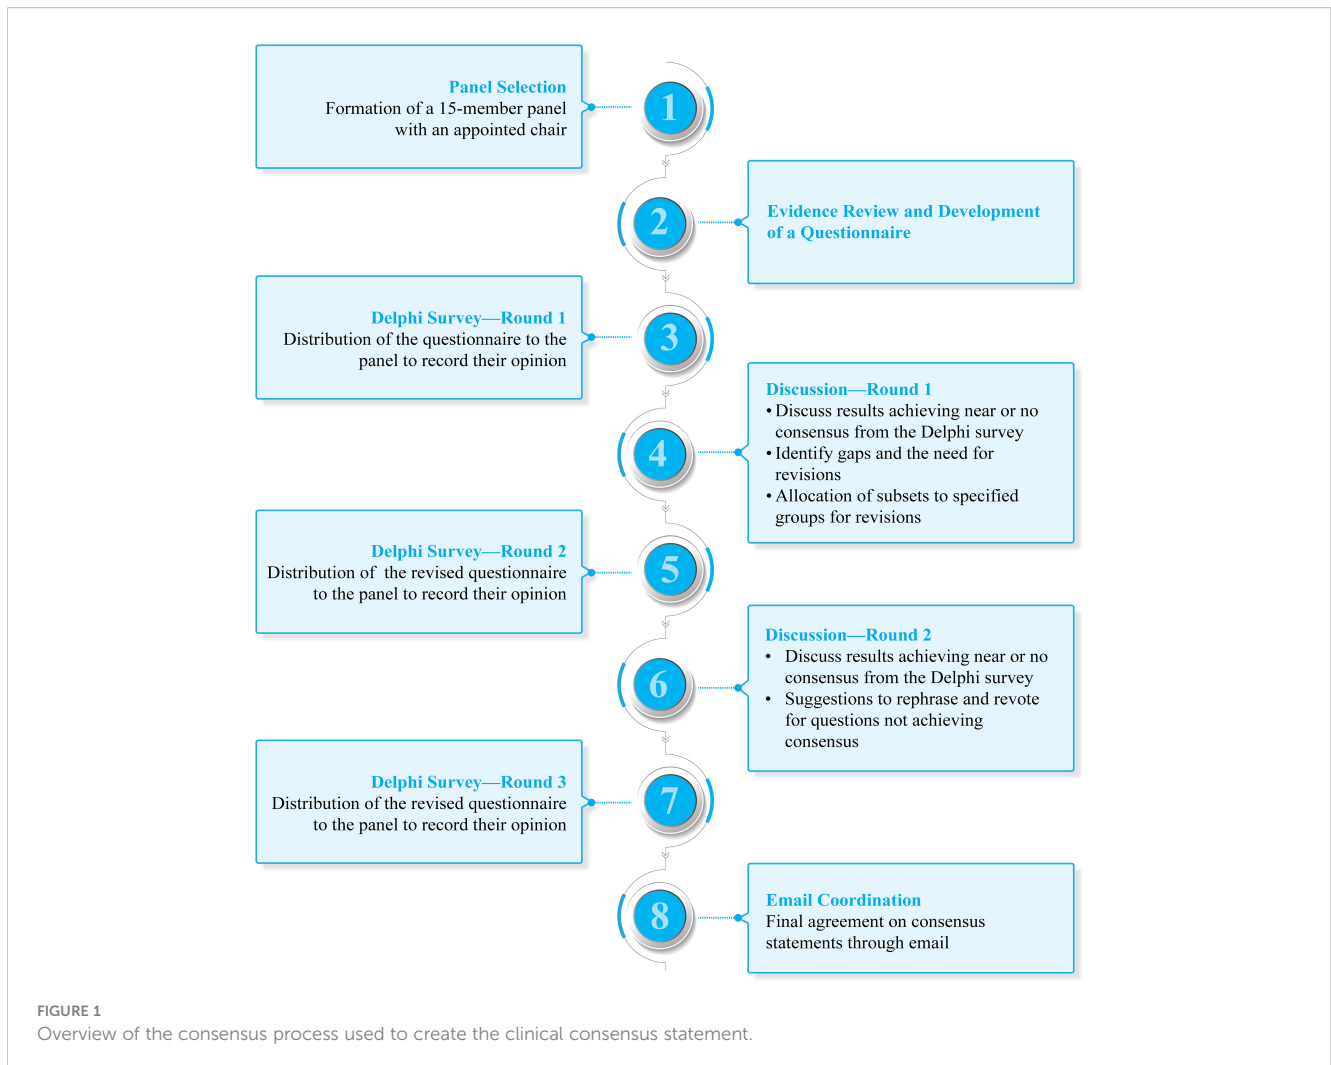 Panel Selection
Formation of a 15-member panel
with an appointed chair
1
2
Evidence Review and Development
of a Questionnaire
Delphi Survey—Round 1
Distribution of the questionnaire to the
panel to record their opinion
3
4
Discussion—Round 1
• Discuss results achieving near or no
consensus from the Delphi survey
• Identify gaps and the need for
revisions
• Allocation of subsets to specified
groups for revisions
Delphi Survey—Round 2
Distribution of the revised questionnaire
to the panel to record their opinion
5
6
Discussion—Round 2
• Discuss results achieving near or no
consensus from the Delphi survey
• Suggestions to rephrase and revote
for questions not achieving
consensus
Delphi Survey—Round 3
Distribution of the revised questionnaire
to the panel to record their opinion
7
8
Email Coordination
Final agreement on consensus
statements through email
FIGURE 1
Overview of the consensus process used to create the clinical consensus statement.